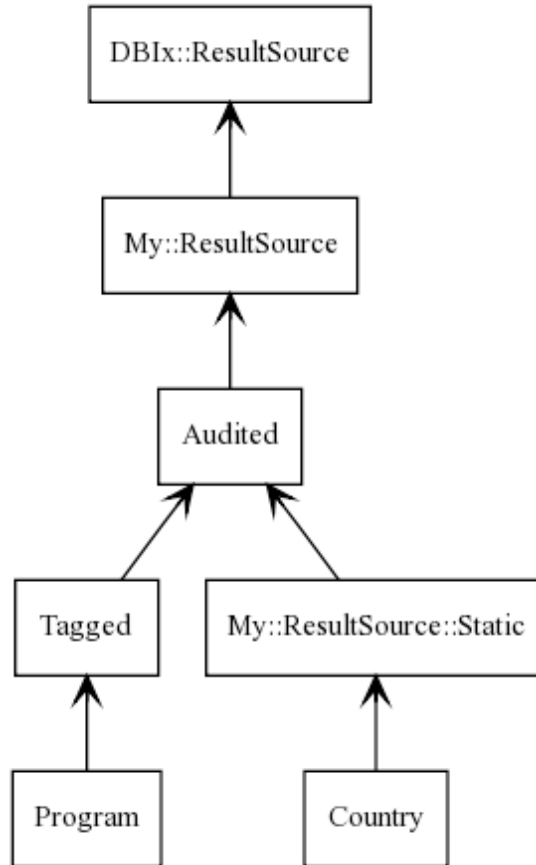 DBIx::ResultSource
My::ResultSource
Audited
Tagged
My::ResultSource::Static
Program
Country